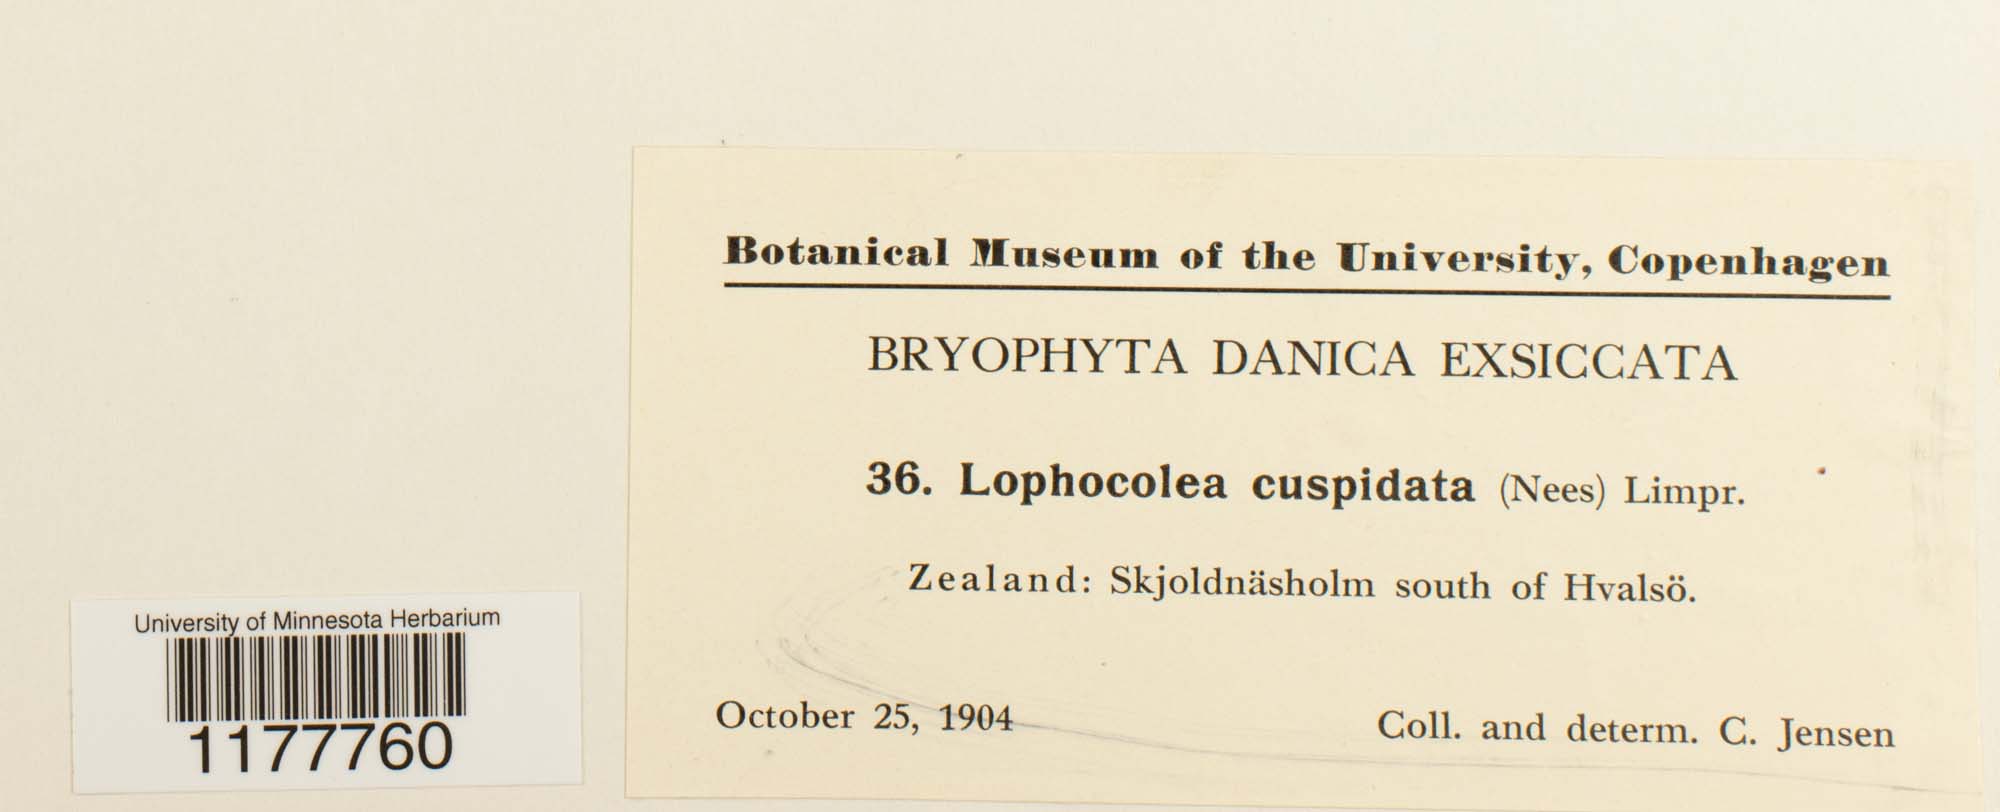 Botanical Museum of the University, Copenhagen
BRYOPHYTA DANICA EXSICCATA
36. Lophocolea cuspidata (Nees) Limpr.
Zealand: Skjoldnäsholm south of Hvalsö.
October 25, 1904 Coll. and determ. C. Jensen
University of Minnesota Herbarium
1177760